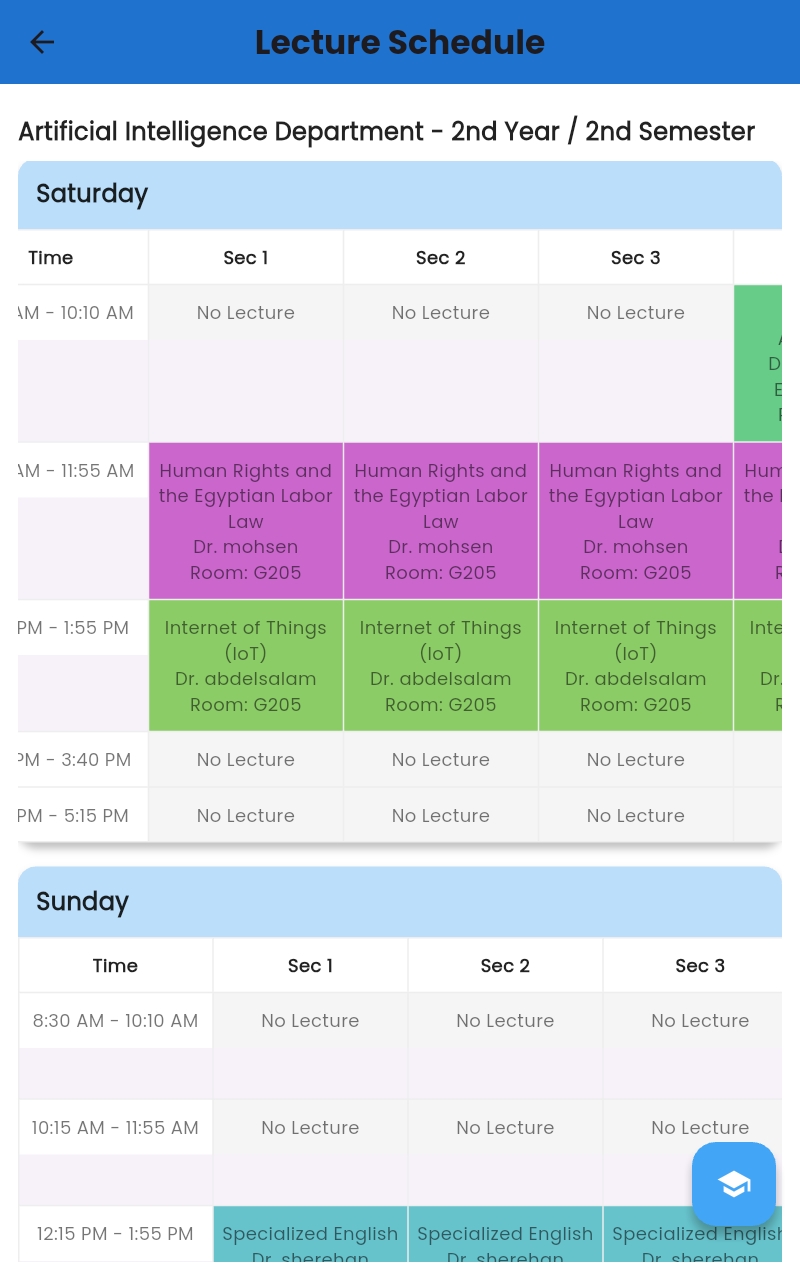 Lecture Schedule
Artificial Intelligence Department - 2nd Year / 2nd Semester
Saturday
Time Sec 1 Sec 2 Sec 3
AM - 10:10 AM No Lecture No Lecture No Lecture
AM - 11:55 AM
Human Rights and Human Rights and Human Rights and
the Egyptian Labor the Egyptian Labor the Egyptian Labor the
Law Law Law
Dr. mohsen Dr. mohsen Dr. mohsen
Room: G205 Room: G205 Room: G205
PM - 1:55 PM
Internet of Things Internet of Things Internet of Things
(IoT) (IoT) (IoT)
Dr. abdelsalam Dr. abdelsalam Dr. abdelsalam Dr.
Room: G205 Room: G205 Room: G205
PM - 3:40 PM No Lecture No Lecture No Lecture
PM - 5:15 PM No Lecture No Lecture No Lecture
Sunday
Time Sec 1 Sec 2 Sec 3
8:30 AM - 10:10 AM No Lecture No Lecture No Lecture
10:15 AM - 11:55 AM No Lecture No Lecture No Lecture
12:15 PM - 1:55 PM Specialized English Specialized English Specialized English
Dr. sherehan Dr. sherehan Dr. sherehan